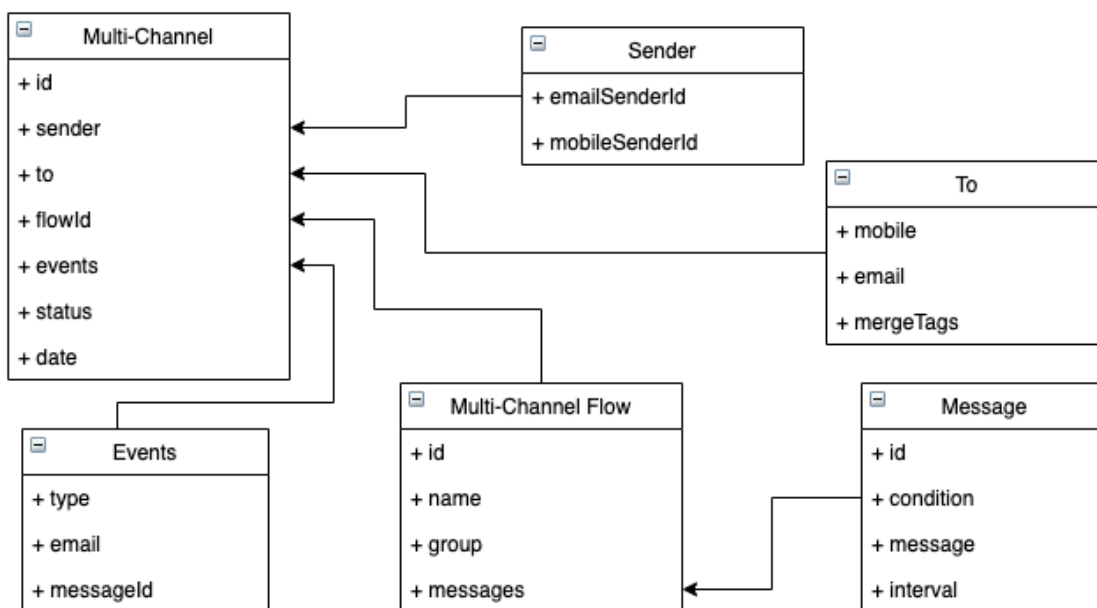 Multi-Channel
+ id
+ sender
+ to
+ flowId
+ events
+ status
+ date
Sender
+ emailSenderId
+ mobileSenderId
To
+ mobile
+ email
+ mergeTags
Events
+ type
+ email
+ messageId
Multi-Channel Flow
+ id
+ name
+ group
+ messages
Message
+ id
+ condition
+ message
+ interval